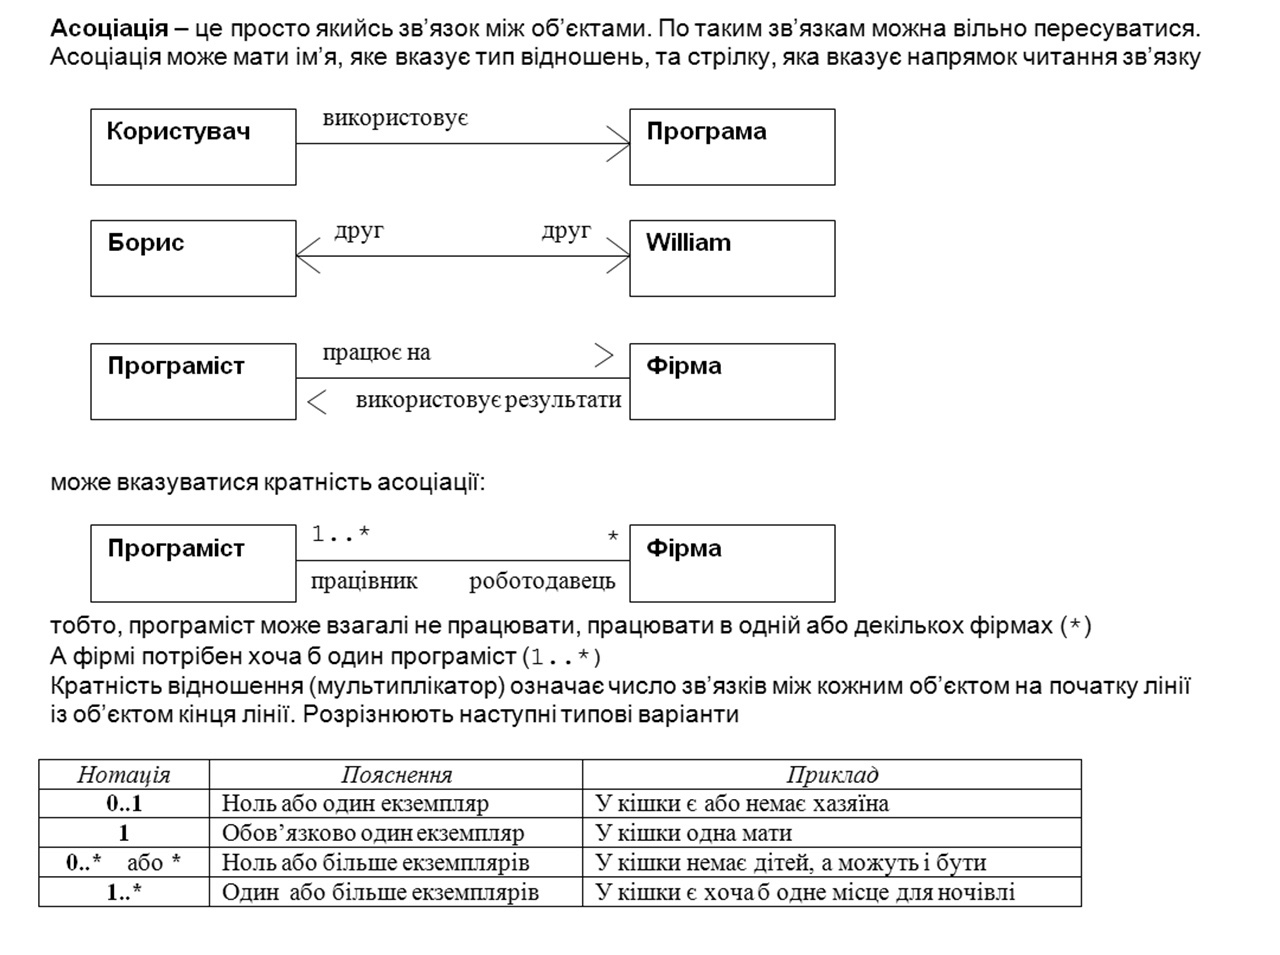 Асоціація – це просто якийсь зв’язок між об’єктами. По таким зв’язкам можна вільно пересуватися.
Асоціація може мати ім’я, яке вказує тип відношень, та стрілку, яка вказує напрямок читання зв’язку
Користувач використовує Програма
Борис друг друг William
Програміст працює на > Фірма
< використовує результати
може вказуватися кратність асоціації:
Програміст 1..* * Фірма
працівник роботодавець
тобто, програміст може взагалі не працювати, працювати в одній або декількох фірмах (*)
А фірмі потрібен хоча б один програміст (1..*)
Кратність відношення (мультиплікатор) означає число зв’язків між кожним об’єктом на початку лінії
із об’єктом кінця лінії. Розрізнюють наступні типові варіанти
Нотація Пояснення Приклад
0..1 Ноль або один екземпляр У кішки є або немає хазяїна
1 Обов’язково один екземпляр У кішки одна мати
0..* або * Ноль або більше екземплярів У кішки немає дітей, а можуть і бути
1..* Один або більше екземплярів У кішки є хоча б одне місце для ночівлі